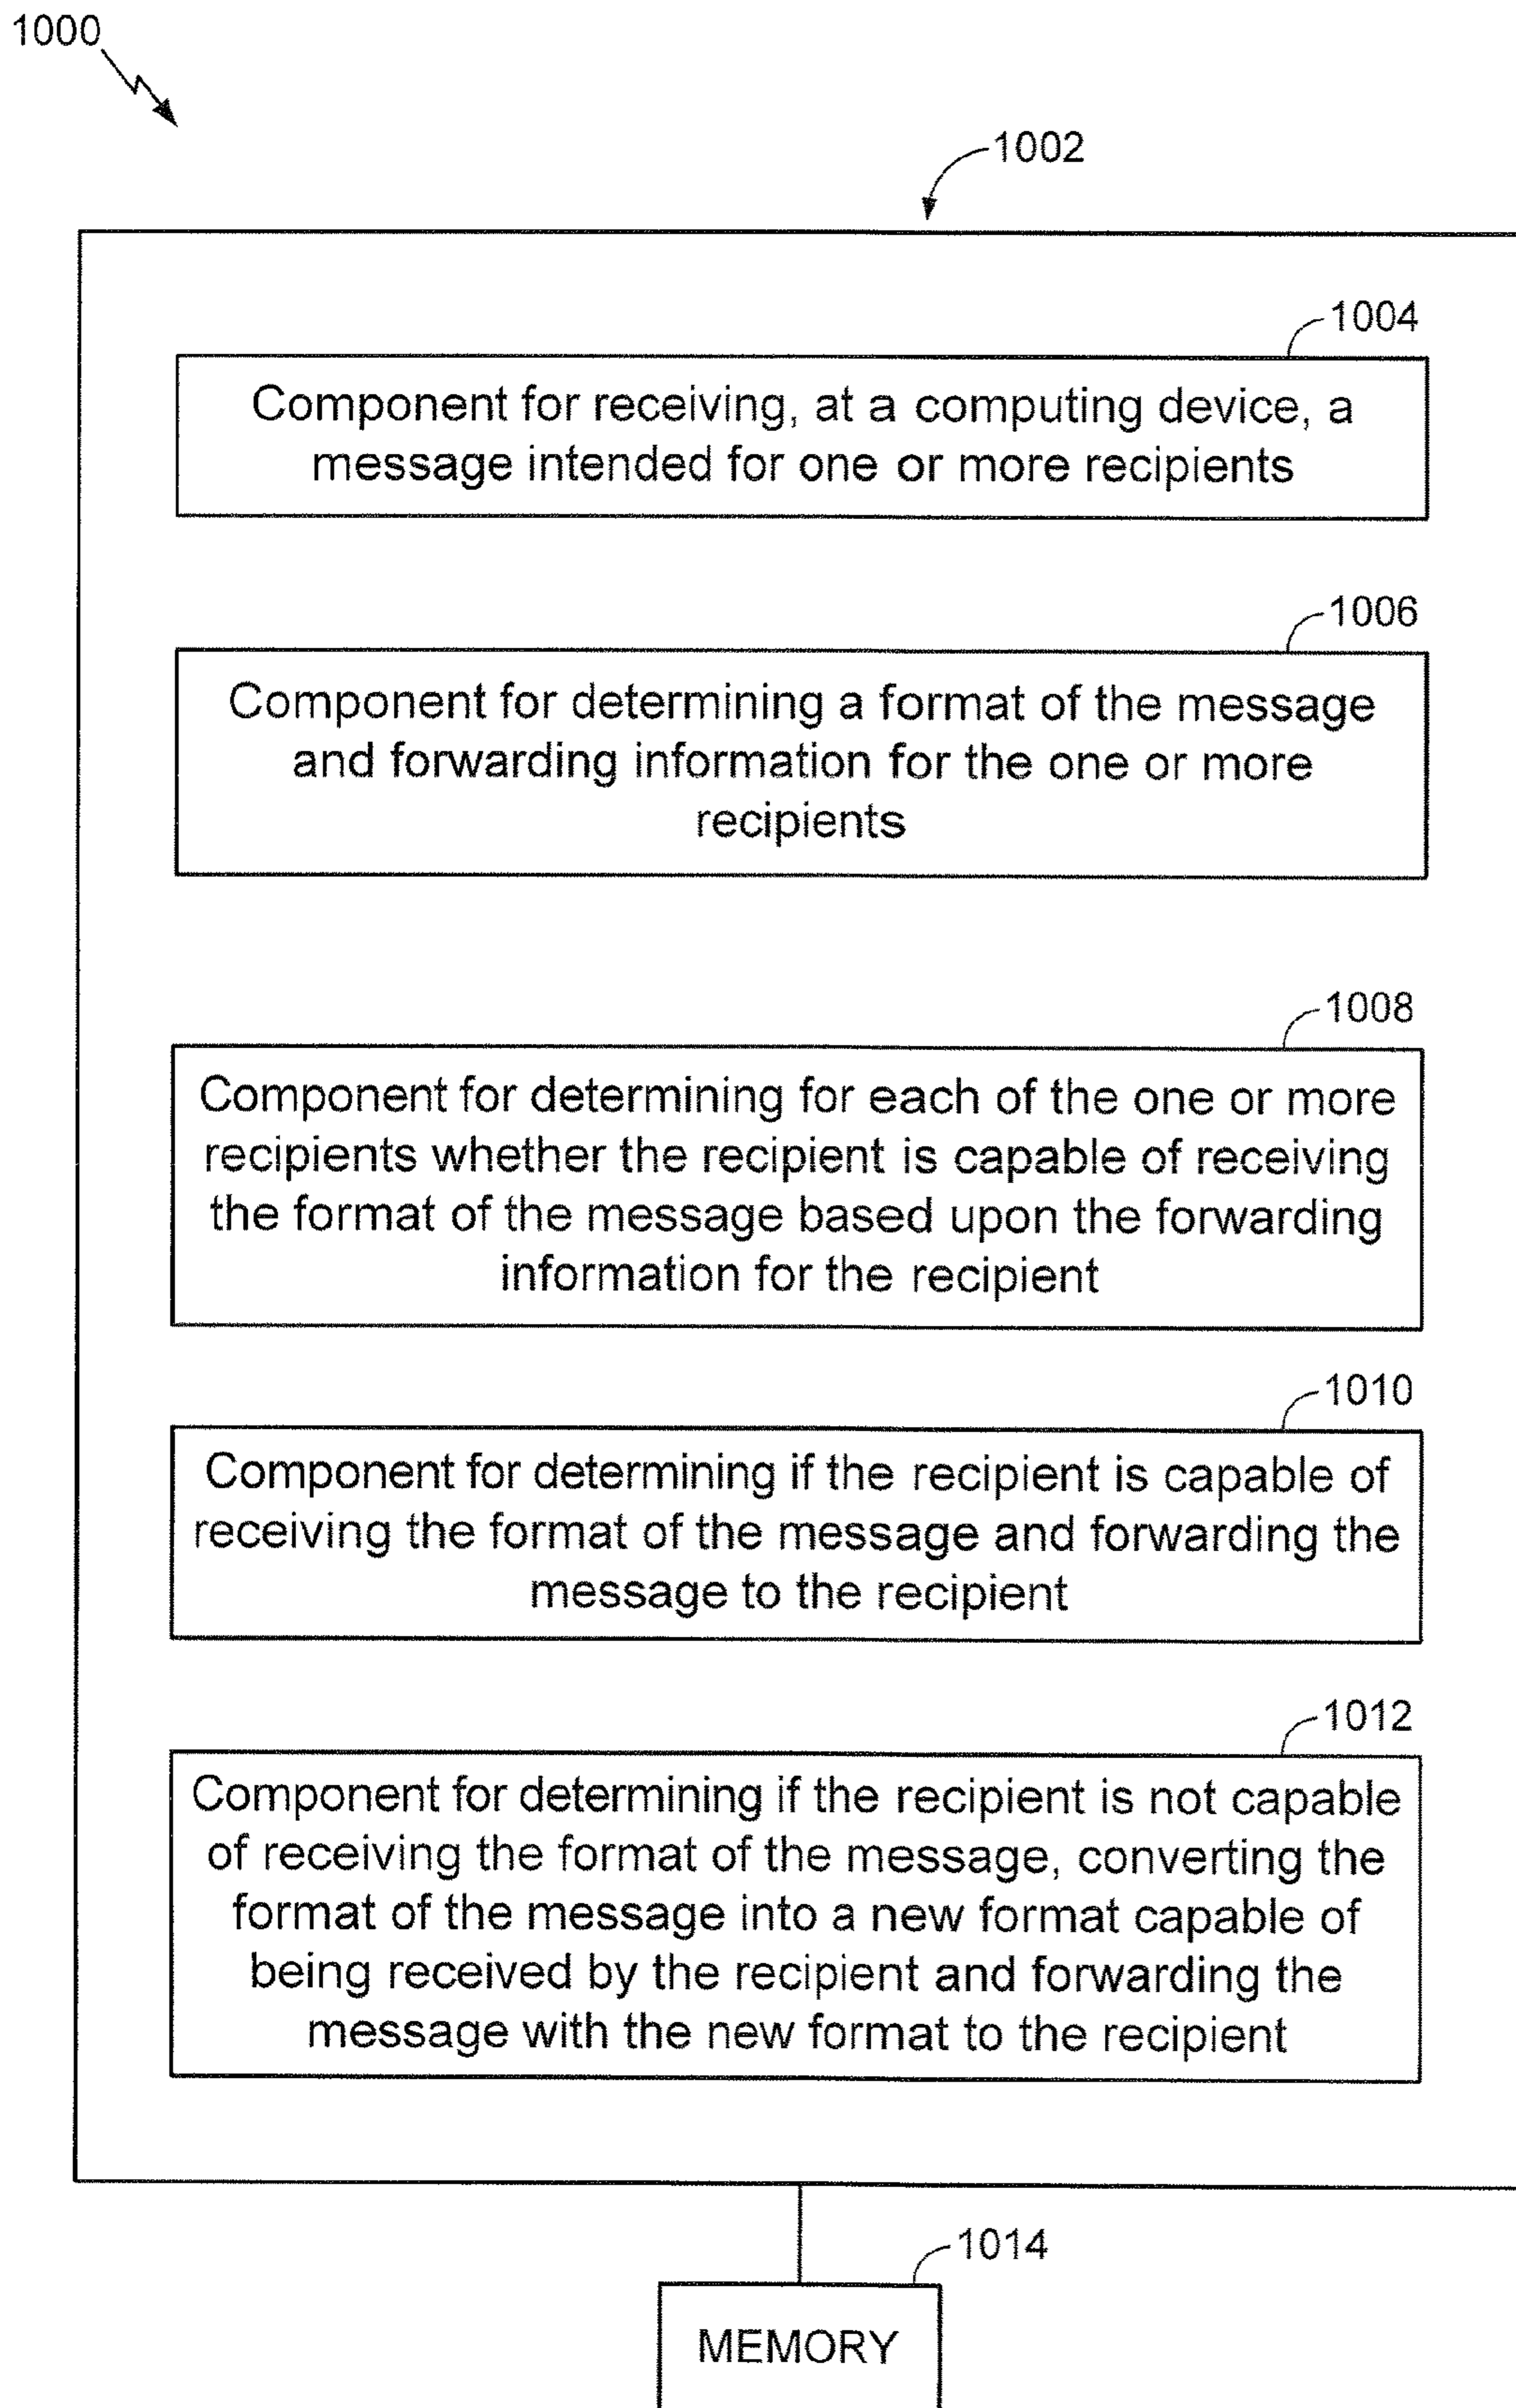 1000
1002
1004
Component for receiving, at a computing device, a
message intended for one or more recipients
1006
Component for determining a format of the message
and forwarding information for the one or more
recipients
1008
Component for determining for each of the one or more
recipients whether the recipient is capable of receiving
the format of the message based upon the forwarding
information for the recipient
1010
Component for determining if the recipient is capable of
receiving the format of the message and forwarding the
message to the recipient
1012
Component for determining if the recipient is not capable
of receiving the format of the message, converting the
format of the message into a new format capable of
being received by the recipient and forwarding the
message with the new format to the recipient
1014
MEMORY